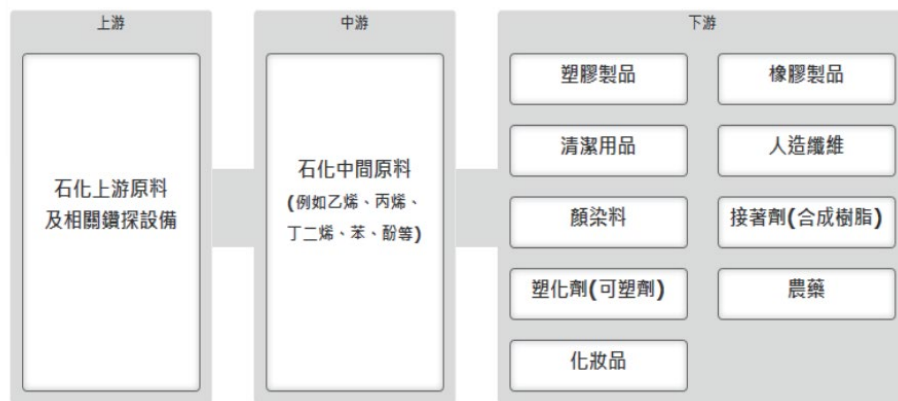 上游
石化上游原料
及相關鑽探設備
中游
石化中間原料
(例如乙烯、丙烯、
丁二烯、苯、酚等)
下游
塑膠製品
橡膠製品
清潔用品
人造纖維
顏染料
接著劑(合成樹脂)
塑化劑(可塑劑)
農藥
化妝品